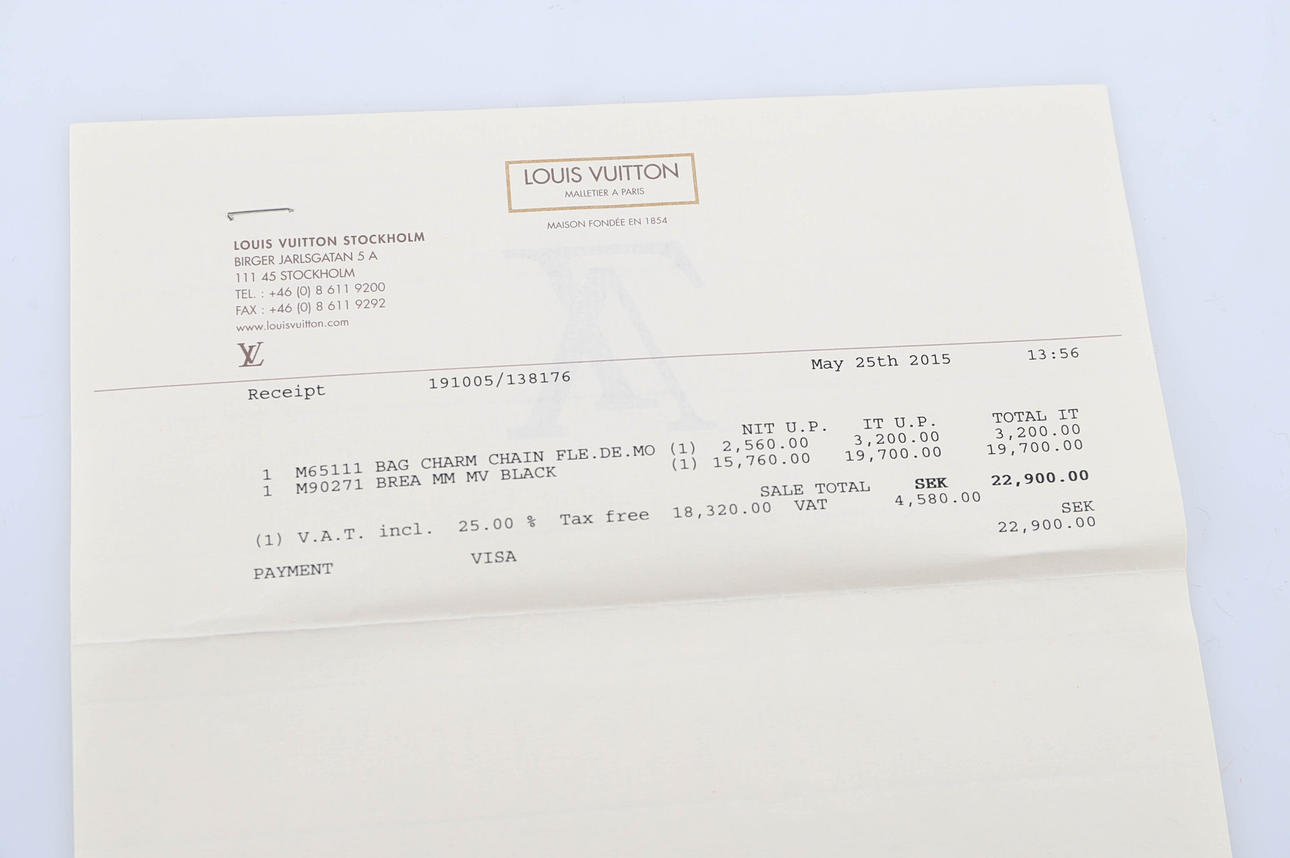 LOUIS VUITTON
MALLETIER A PARIS
MAISON FONDÉE EN 1854
LOUIS VUITTON STOCKHOLM
BIRGER JARLSGATAN 5 A
111 45 STOCKHOLM
TEL. : +46 (0) 8 611 9200
FAX : +46 (0) 8 611 9292
www.louisvuitton.com
LV
Receipt 191005/138176 May 25th 2015 13:56
NIT U.P. IT U.P. TOTAL IT
1 M65111 BAG CHARM CHAIN FLE.DE.MO (1) 2,560.00 3,200.00 3,200.00
1 M90271 BREA MM MV BLACK (1) 15,760.00 19,700.00 19,700.00
SALE TOTAL SEK 22,900.00
(1) V.A.T. incl. 25.00 % Tax free 18,320.00 VAT 4,580.00
SEK
PAYMENT VISA 22,900.00